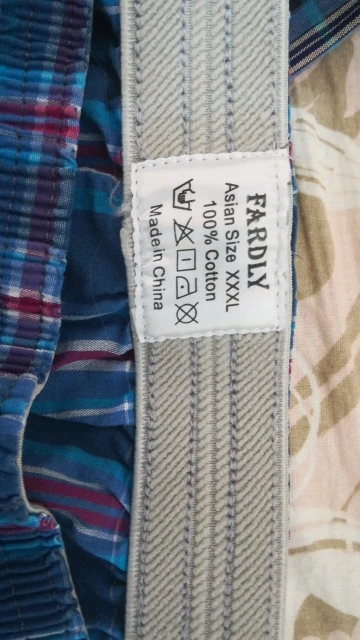 FARDLY
Asian Size XXXL
100% Cotton
Made in China